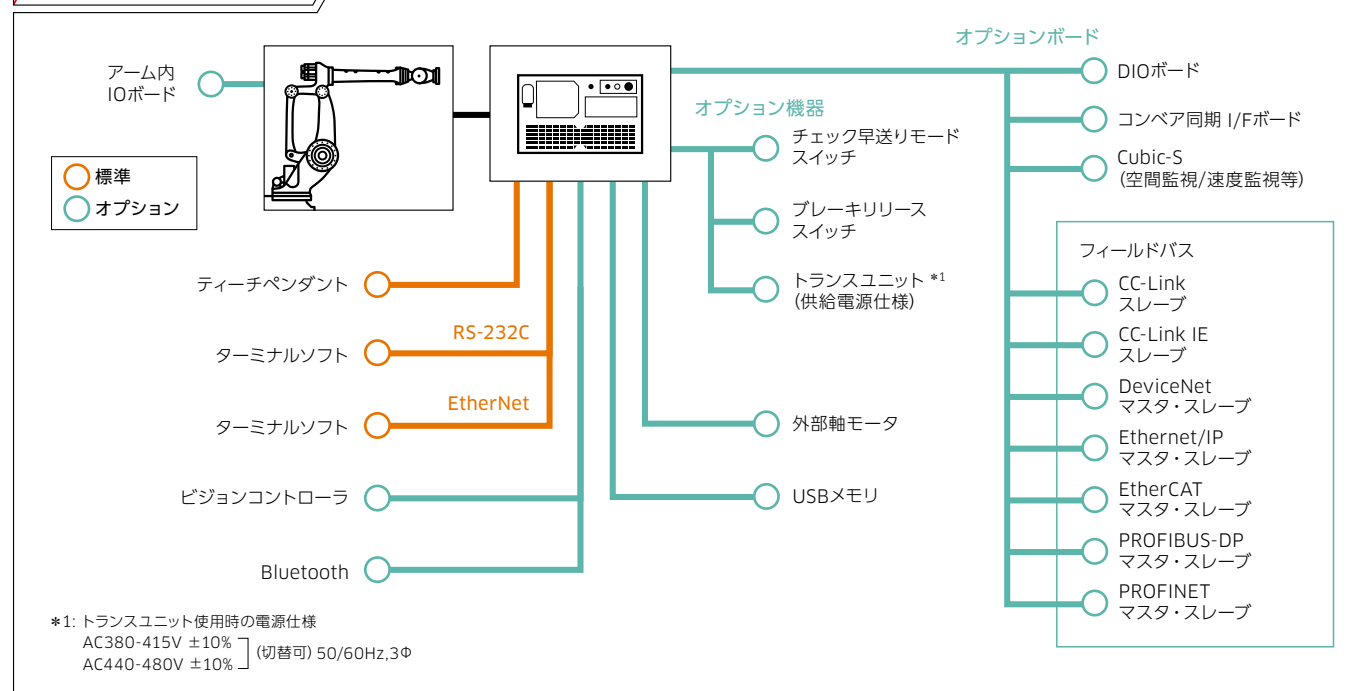 アーム内
IOボード
標準
オプション
ティーチペンダント
RS-232C
ターミナルソフト
EtherNet
ターミナルソフト
ビジョンコントローラ
Bluetooth
オプション機器
チェック早送りモード
スイッチ
ブレーキリリース
スイッチ
トランスユニット *1
(供給電源仕様)
外部軸モータ
USBメモリ
オプションボード
DIOボード
コンベア同期 I/Fボード
Cubic-S
(空間監視/速度監視等)
フィールドバス
CC-Link
スレーブ
CC-Link IE
スレーブ
DeviceNet
マスタ・スレーブ
Ethernet/IP
マスタ・スレーブ
EtherCAT
マスタ・スレーブ
PROFIBUS-DP
マスタ・スレーブ
PROFINET
マスタ・スレーブ
*1: トランスユニット使用時の電源仕様
AC380-415V ±10%
AC440-480V ±10%
(切替可) 50/60Hz,3Φ